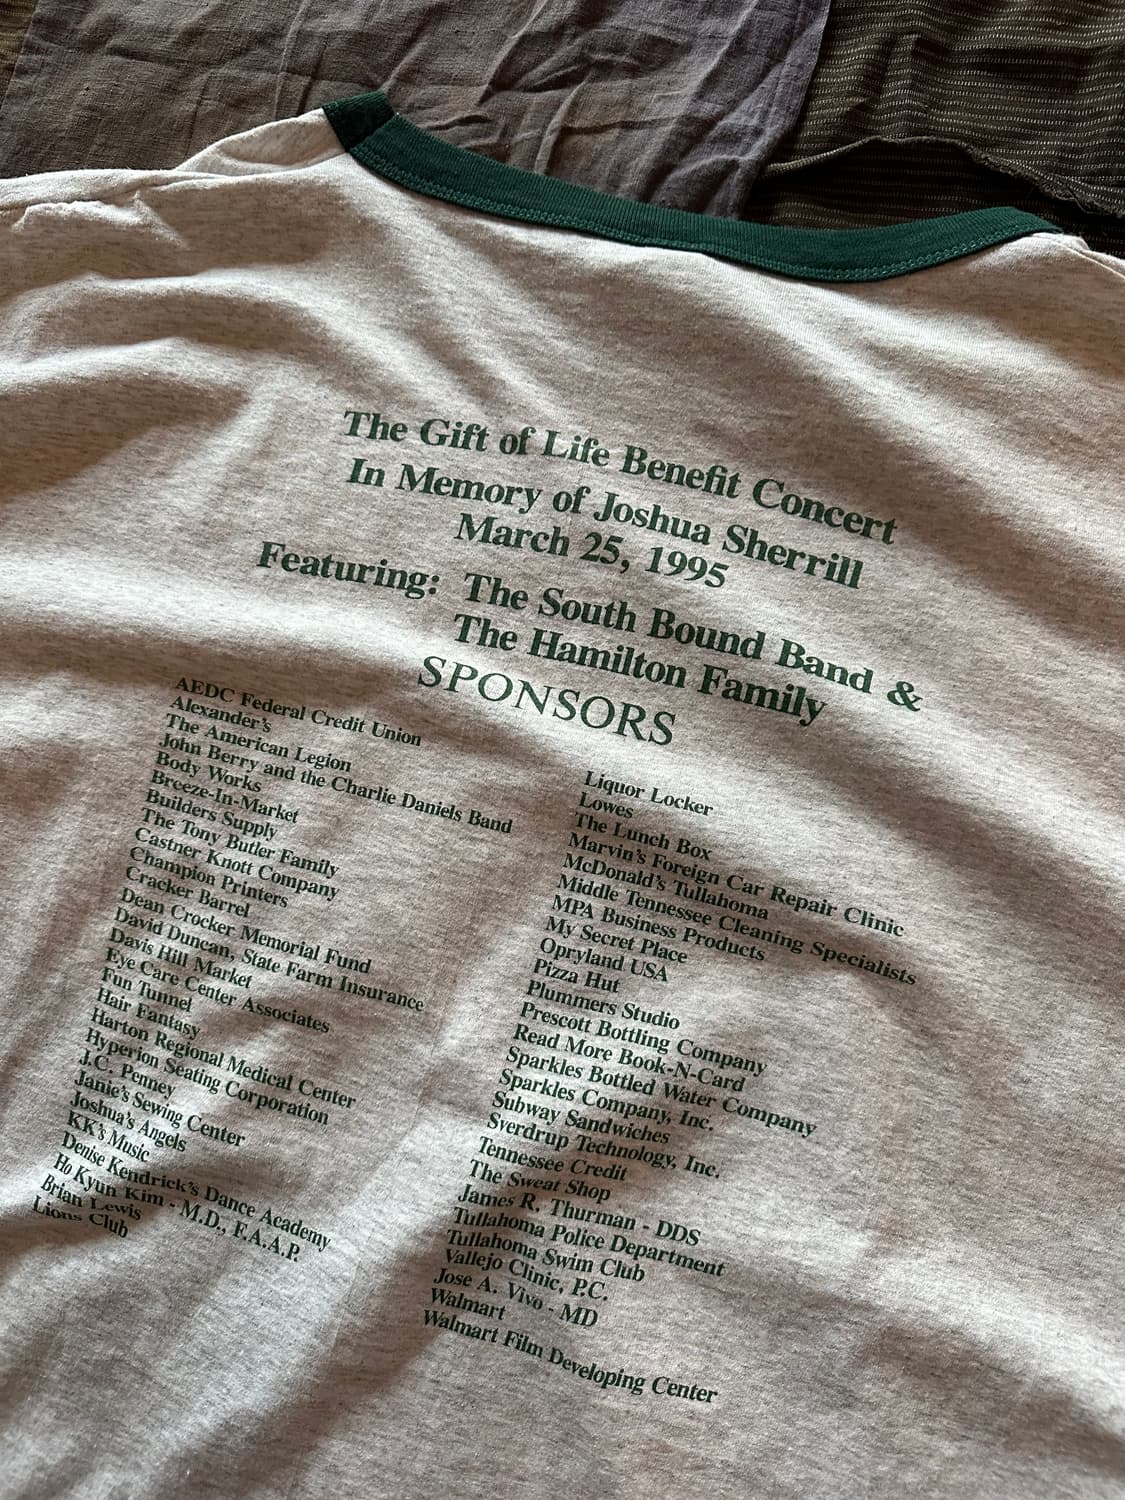 The Gift of Life Benefit Concert
In Memory of Joshua Sherrill
March 25, 1995
Featuring: The South Bound Band &
The Hamilton Family
SPONSORS
AEDC Federal Credit Union
Alexander's
The American Legion
John Berry and the Charlie Daniels Band
Body Works
Breeze-In-Market
Builders Supply
The Tony Butler Family
Castner Knott Company
Champion Printers
Cracker Barrel
Dean Crocker Memorial Fund
David Duncan, State Farm Insurance
Davis Hill Market
Eye Care Center Associates
Fun Tunnel
Hair Fantasy
Harton Regional Medical Center
Hyperion Seating Corporation
J.C. Penney
Janie's Sewing Center
Joshua's Angels
KK's Music
Denise Kendrick's Dance Academy
Ho Kyun Kim - M.D., F.A.A.P.
Brian Lewis
Lions Club
Liquor Locker
Lowes
The Lunch Box
Marvin's Foreign Car Repair Clinic
McDonald's Tullahoma
Middle Tennessee Cleaning Specialists
MPA Business Products
My Secret Place
Opryland USA
Pizza Hut
Plummers Studio
Prescott Bottling Company
Read More Book-N-Card
Sparkles Bottled Water Company
Sparkles Company, Inc.
Subway Sandwiches
Sverdrup Technology, Inc.
Tennessee Credit
The Sweat Shop
James R. Thurman - DDS
Tullahoma Police Department
Tullahoma Swim Club
Vallejo Clinic, P.C.
Jose A. Vivo - MD
Walmart
Walmart Film Developing Center